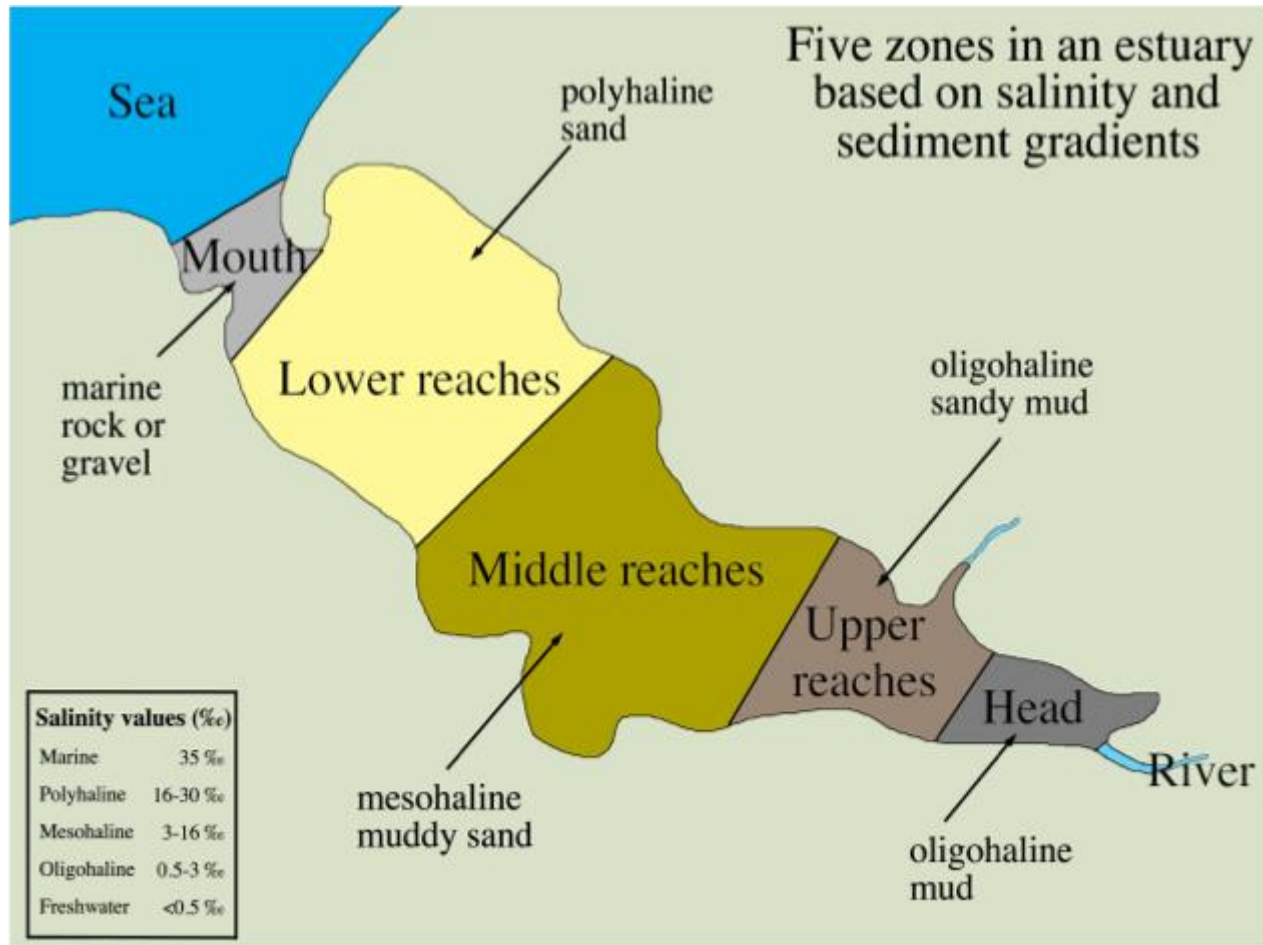 Five zones in an estuary
based on salinity and
sediment gradients
Sea
polyhaline
sand
Mouth
marine
rock or
gravel
Lower reaches
oligohaline
sandy mud
Middle reaches
Upper
reaches
Head
River
mesohaline
muddy sand
oligohaline
mud
Salinity values (‰)
Marine 35 ‰
Polyhaline 16-30 ‰
Mesohaline 3-16 ‰
Oligohaline 0.5-3 ‰
Freshwater <0.5 ‰